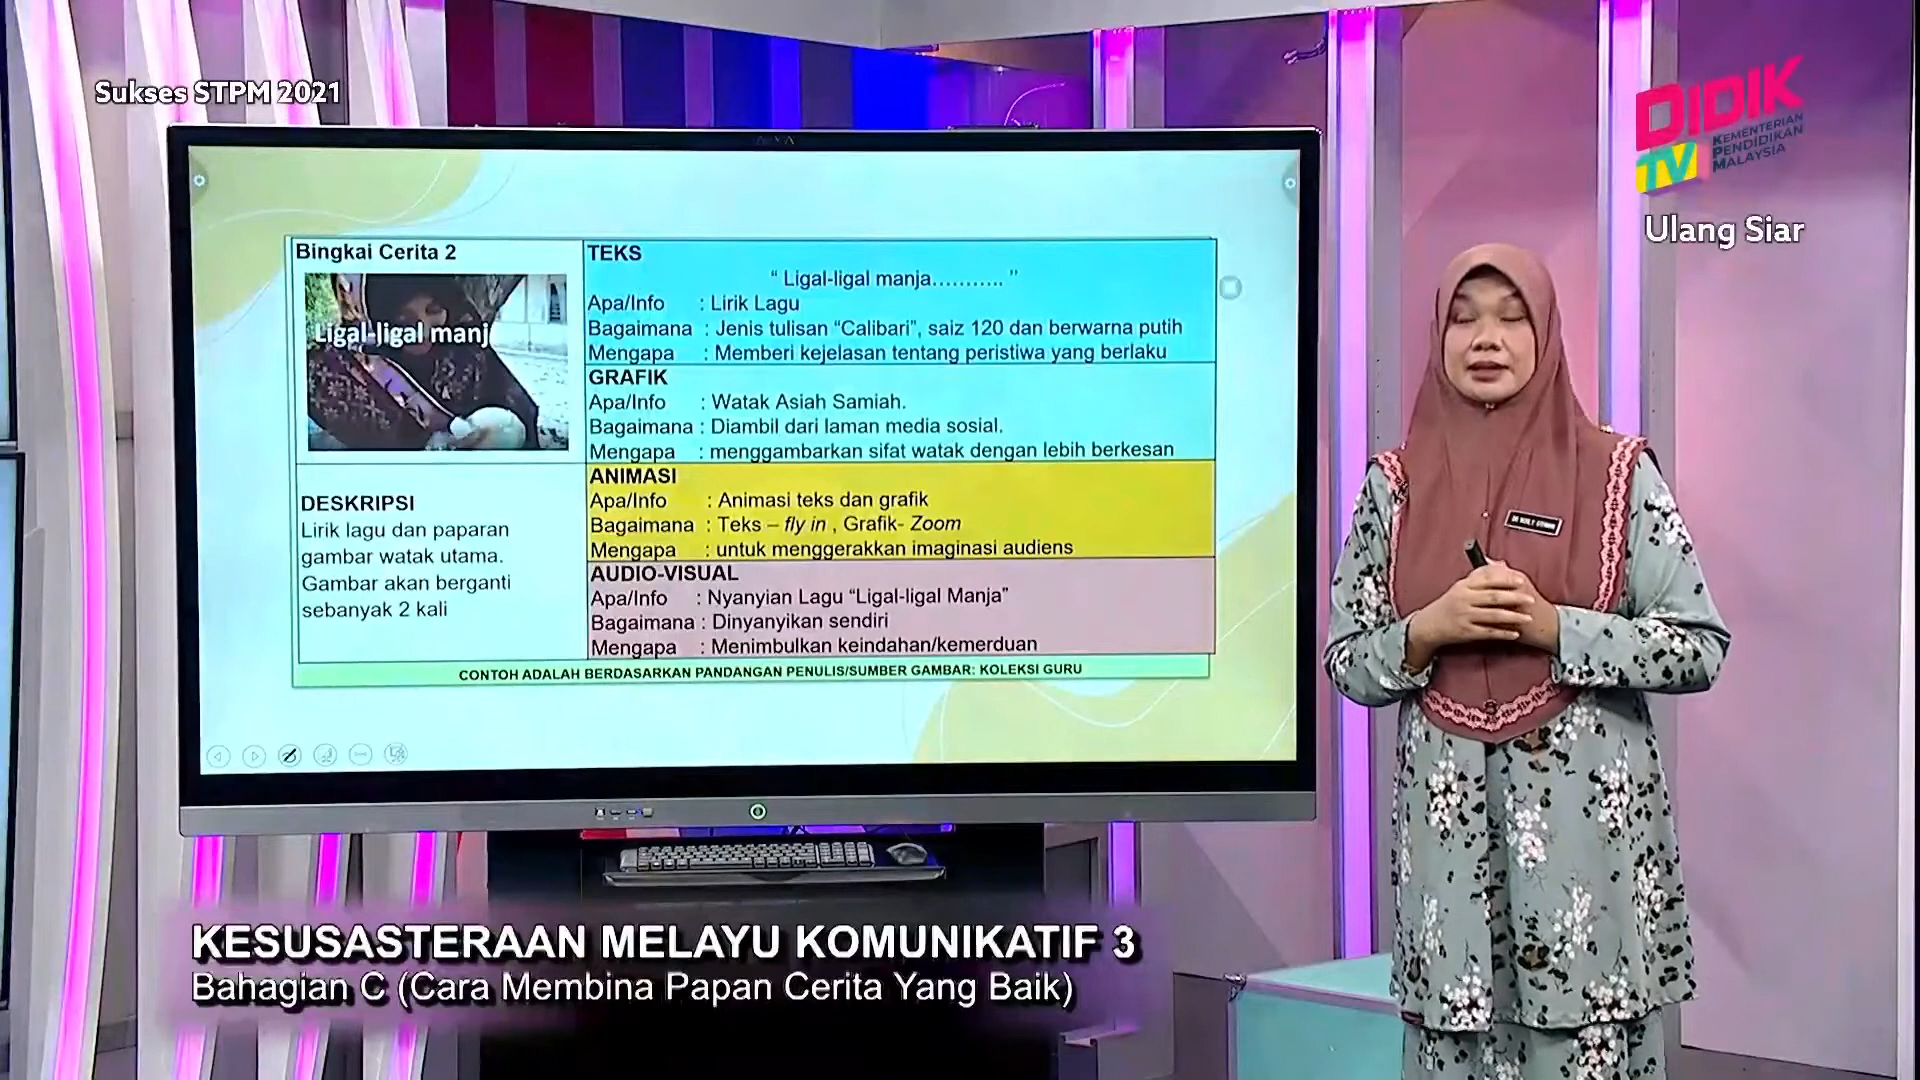 Sukses STPM 2021
DIDIK
TV
KEMENTERIAN
PENDIDIKAN
MALAYSIA
Ulang Siar
Bingkai Cerita 2
Ligal-ligal manj
DESKRIPSI
Lirik lagu dan paparan
gambar watak utama.
Gambar akan berganti
sebanyak 2 kali
TEKS
“ Ligal-ligal manja……….. ”
Apa/Info : Lirik Lagu
Bagaimana : Jenis tulisan “Calibari”, saiz 120 dan berwarna putih
Mengapa : Memberi kejelasan tentang peristiwa yang berlaku
GRAFIK
Apa/Info : Watak Asiah Samiah.
Bagaimana : Diambil dari laman media sosial.
Mengapa : menggambarkan sifat watak dengan lebih berkesan
ANIMASI
Apa/Info : Animasi teks dan grafik
Bagaimana : Teks – fly in , Grafik- Zoom
Mengapa : untuk menggerakkan imaginasi audiens
AUDIO-VISUAL
Apa/Info : Nyanyian Lagu “Ligal-ligal Manja”
Bagaimana : Dinyanyikan sendiri
Mengapa : Menimbulkan keindahan/kemerduan
CONTOH ADALAH BERDASARKAN PANDANGAN PENULIS/SUMBER GAMBAR: KOLEKSI GURU
KESUSASTERAAN MELAYU KOMUNIKATIF 3
Bahagian C (Cara Membina Papan Cerita Yang Baik)